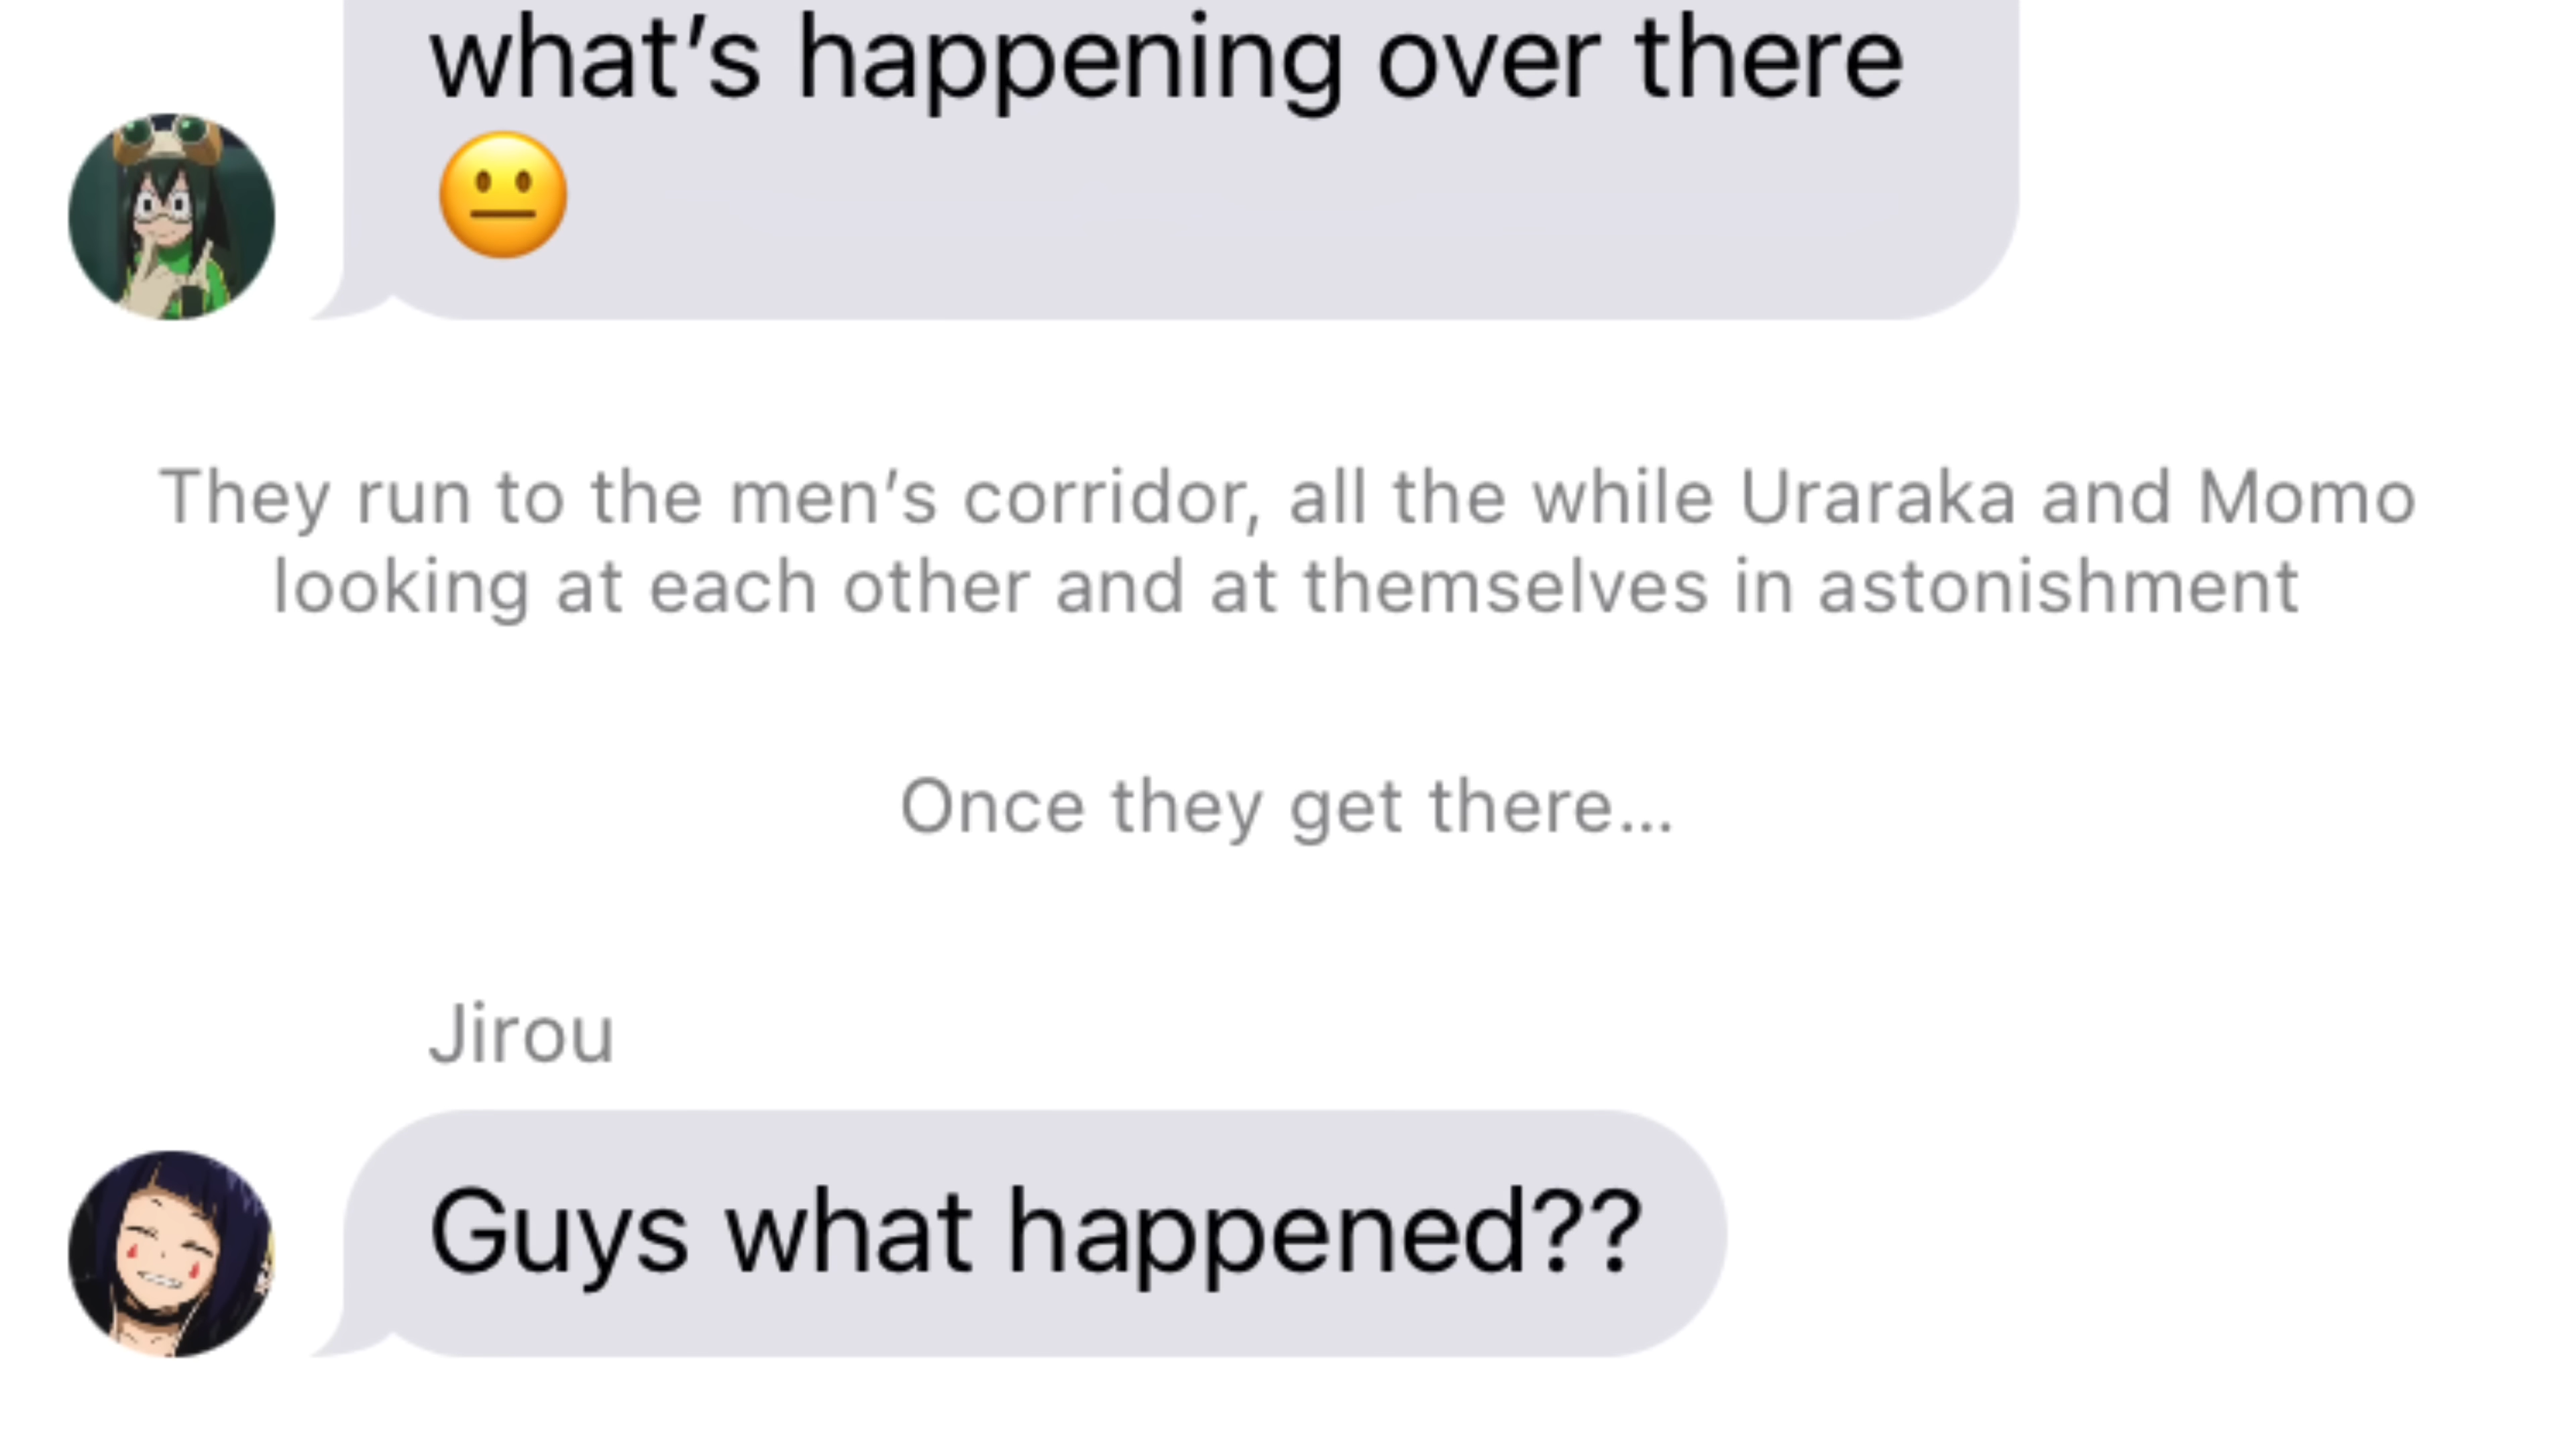 what’s happening over there
😐
They run to the men’s corridor, all the while Uraraka and Momo
looking at each other and at themselves in astonishment
Once they get there...
Jirou
Guys what happened??